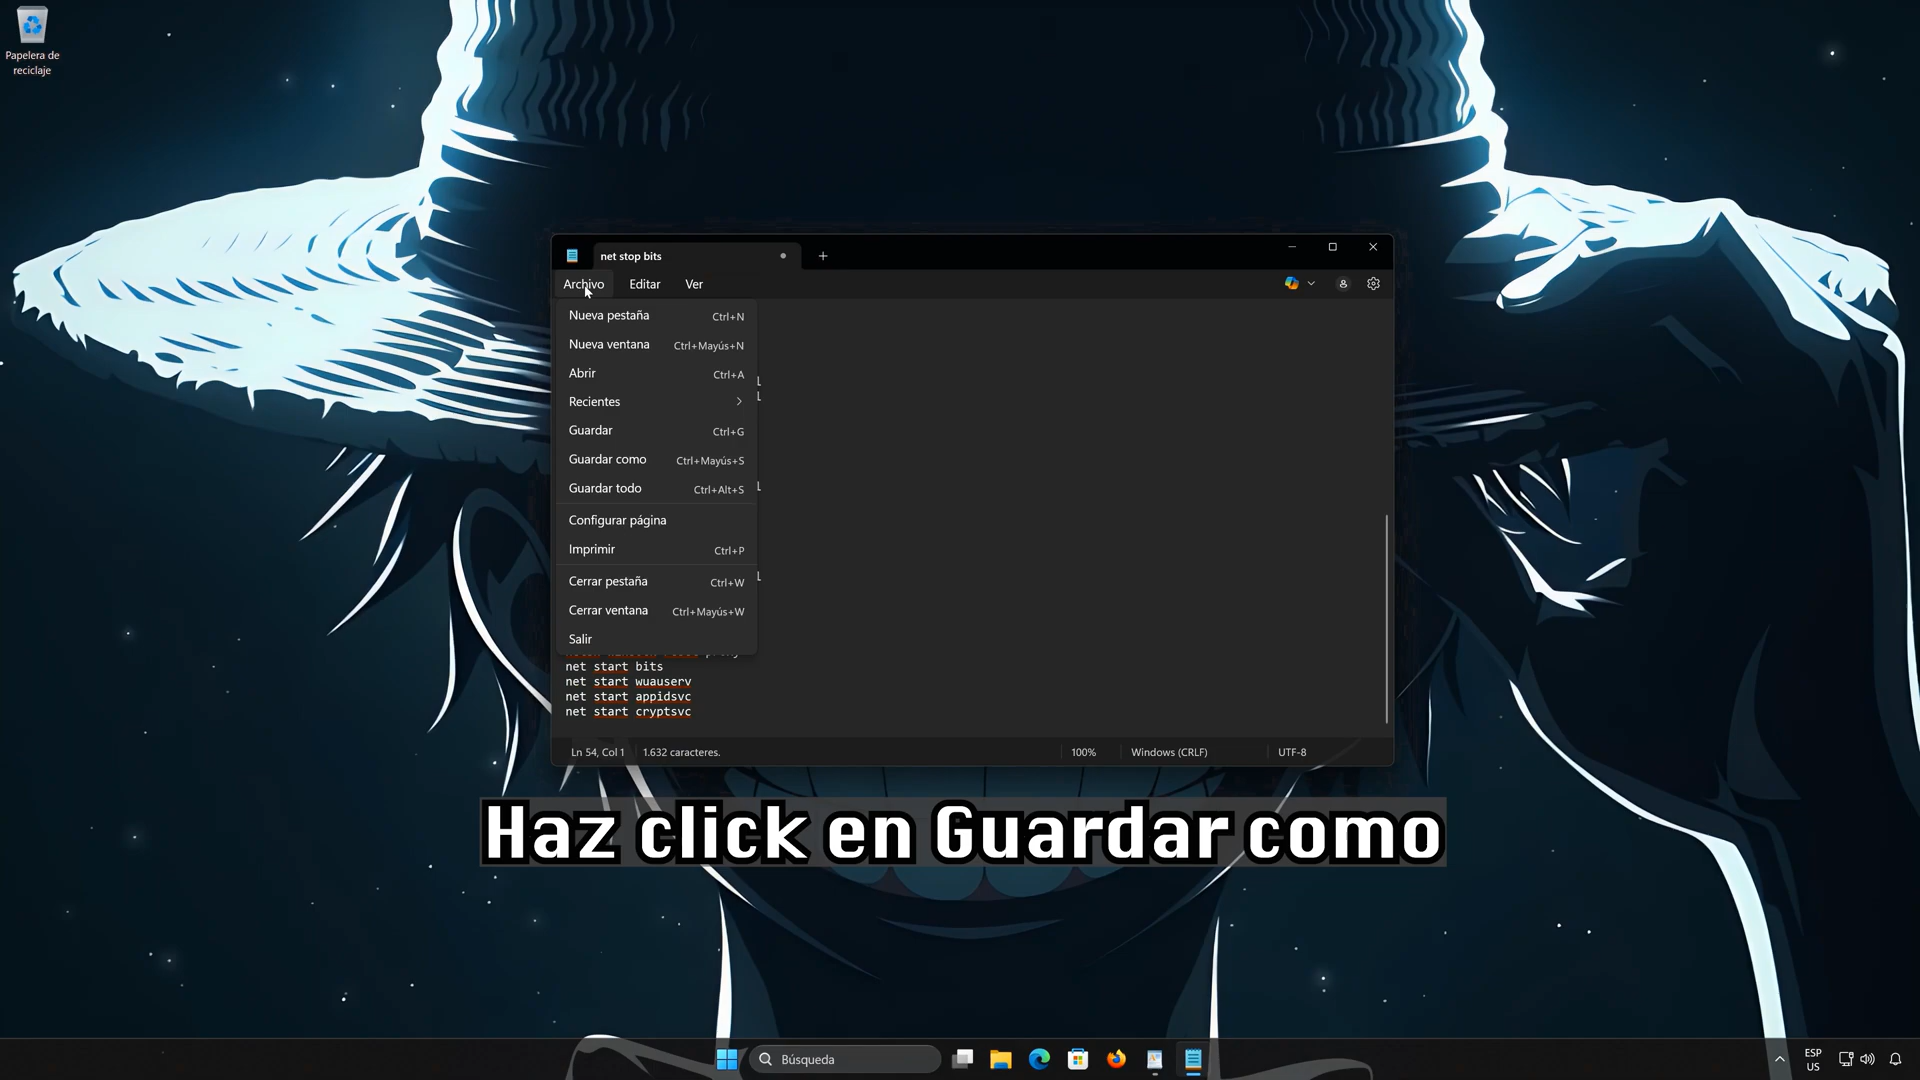 Papelera de
reciclaje
net stop bits
Archivo
Editar
Ver
Nueva pestaña Ctrl+N
Nueva ventana Ctrl+Mayús+N
Abrir Ctrl+A
Recientes
Guardar Ctrl+G
Guardar como Ctrl+Mayús+S
Guardar todo Ctrl+Alt+S
Configurar página
Imprimir Ctrl+P
Cerrar pestaña Ctrl+W
Cerrar ventana Ctrl+Mayús+W
Salir
net start bits
net start wuauserv
net start appidsvc
net start cryptsvc
Ln 54, Col 1
1.632 caracteres.
100%
Windows (CRLF)
UTF-8
Haz click en Guardar como
Búsqueda
ESP
US